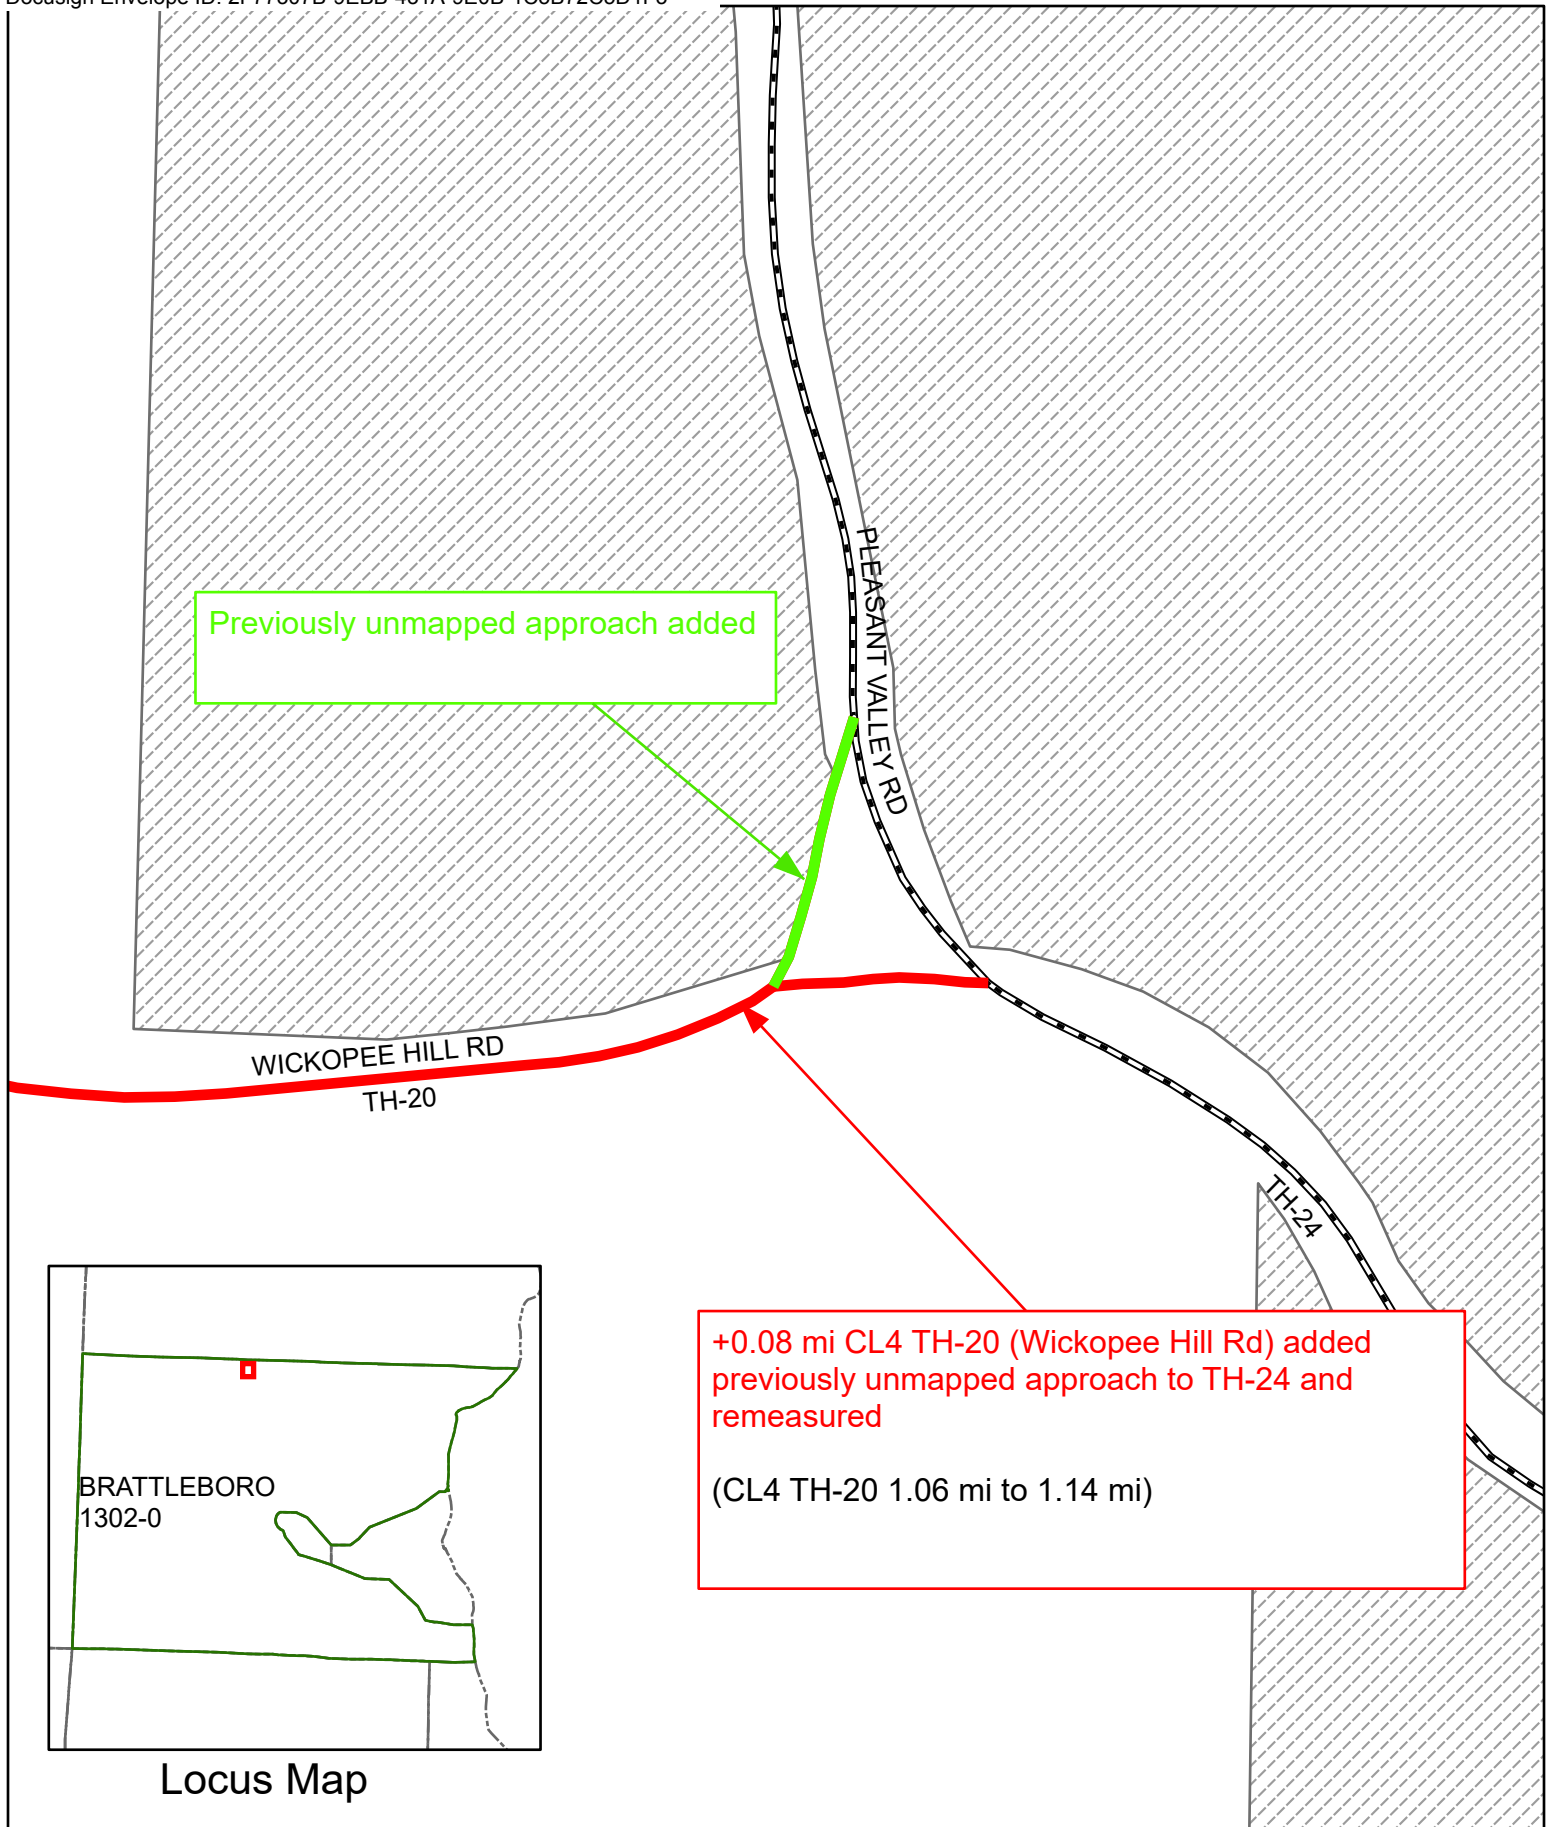 Previously unmapped approach added
PLEASANT VALLEY RD
WICKOPEE HILL RD
TH-20
TH-24
+0.08 mi CL4 TH-20 (Wickopee Hill Rd) added
previously unmapped approach to TH-24 and
remeasured
(CL4 TH-20 1.06 mi to 1.14 mi)
BRATTLEBORO
1302-0
Locus Map